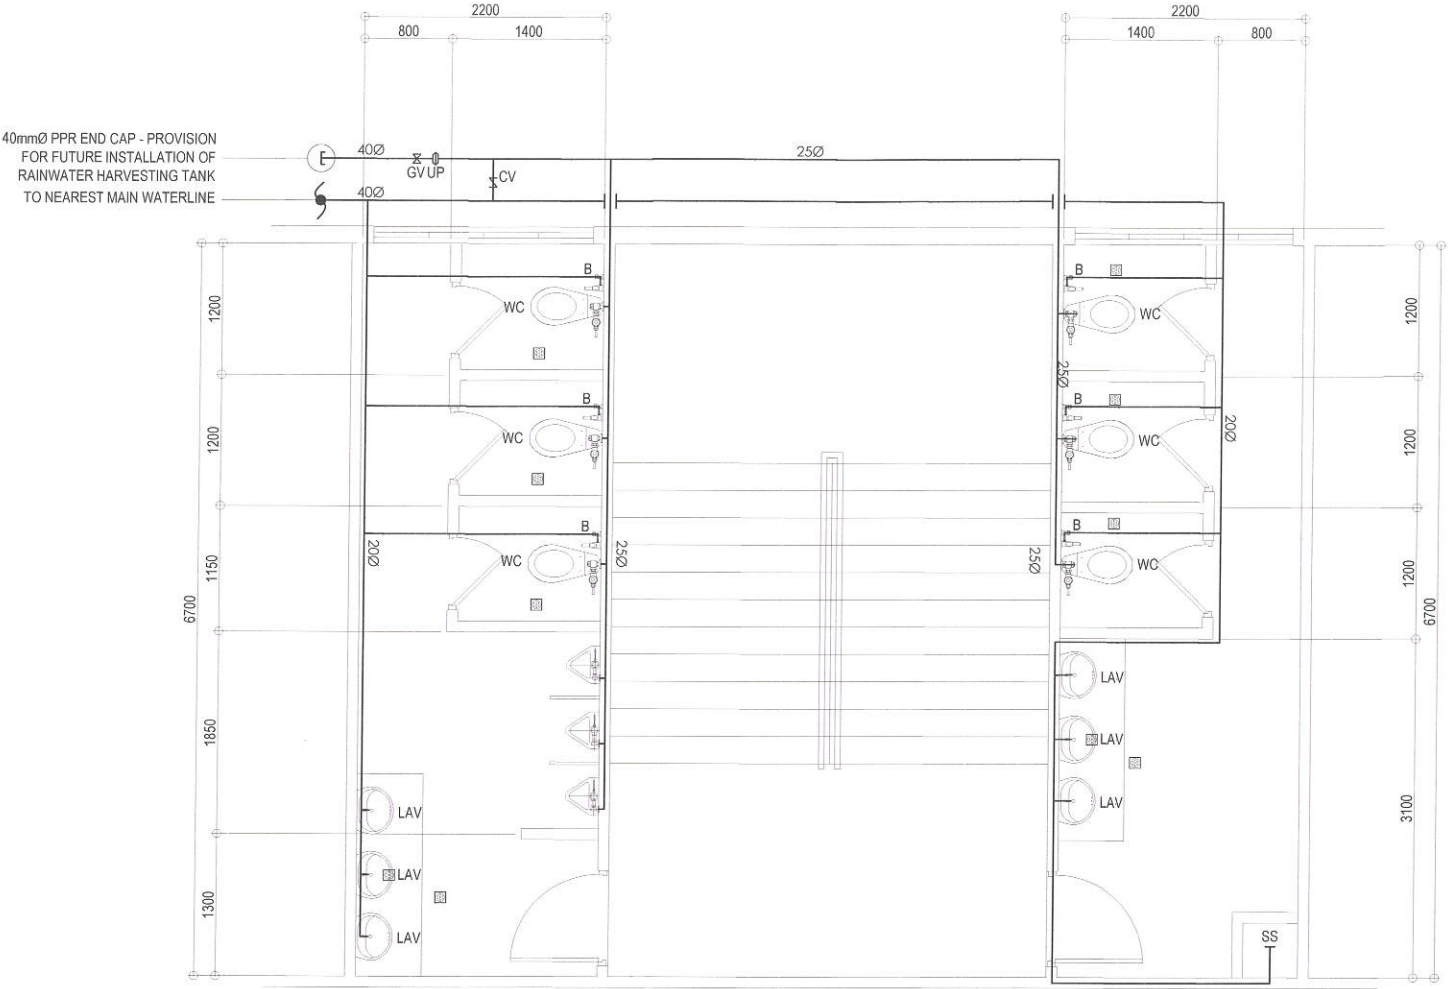 2200
2200
800
1400
1400
800
40mmØ PPR END CAP - PROVISION
FOR FUTURE INSTALLATION OF
RAINWATER HARVESTING TANK
TO NEAREST MAIN WATERLINE
40Ø
GV UP
CV
25Ø
40Ø
B
B
WC
WC
1200
1200
25Ø
B
B
WC
WC
1200
20Ø
1200
B
B
WC
WC
1150
20Ø
25Ø
25Ø
1200
6700
6700
LAV
LAV
LAV
1850
3100
LAV
LAV
LAV
1300
SS